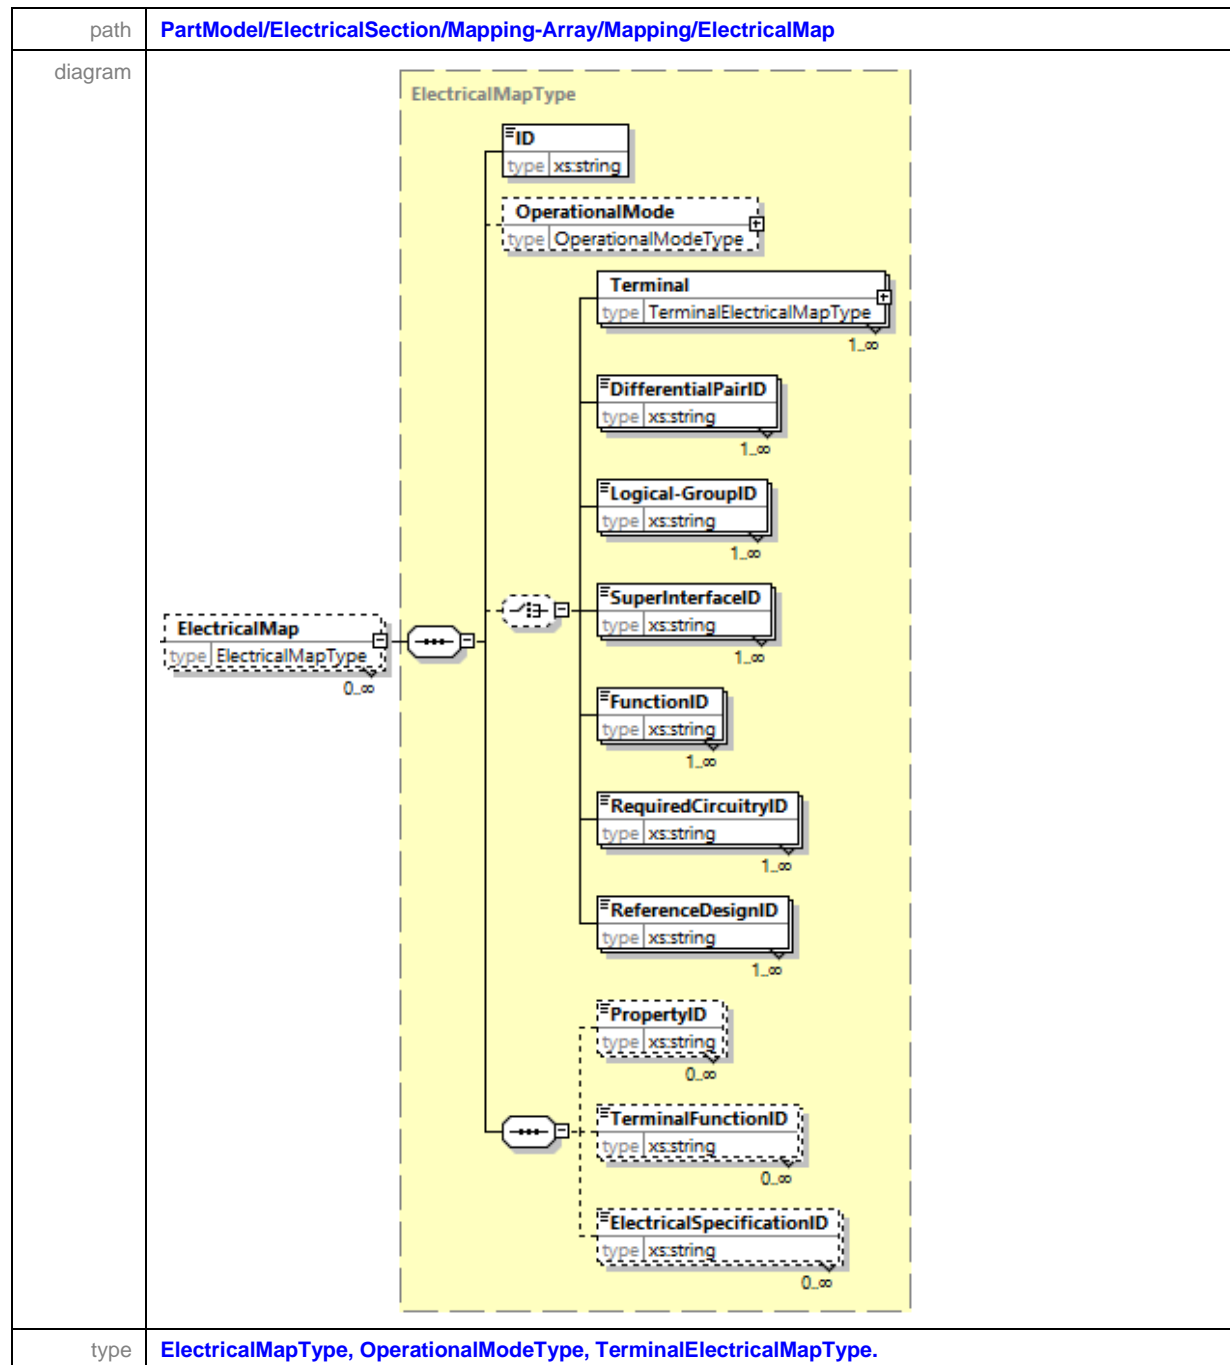 path PartModel/ElectricalSection/Mapping-Array/Mapping/ElectricalMap
diagram
ElectricalMapType
ID
type xs:string
OperationalMode
type OperationalModeType
Terminal
type TerminalElectricalMapType
1..∞
DifferentialPairID
type xs:string
1..∞
Logical-GroupID
type xs:string
1..∞
SuperInterfaceID
type xs:string
1..∞
ElectricalMap
type ElectricalMapType
0..∞
FunctionID
type xs:string
1..∞
RequiredCircuitryID
type xs:string
1..∞
ReferenceDesignID
type xs:string
1..∞
PropertyID
type xs:string
0..∞
TerminalFunctionID
type xs:string
0..∞
ElectricalSpecificationID
type xs:string
0..∞
type ElectricalMapType, OperationalModeType, TerminalElectricalMapType.